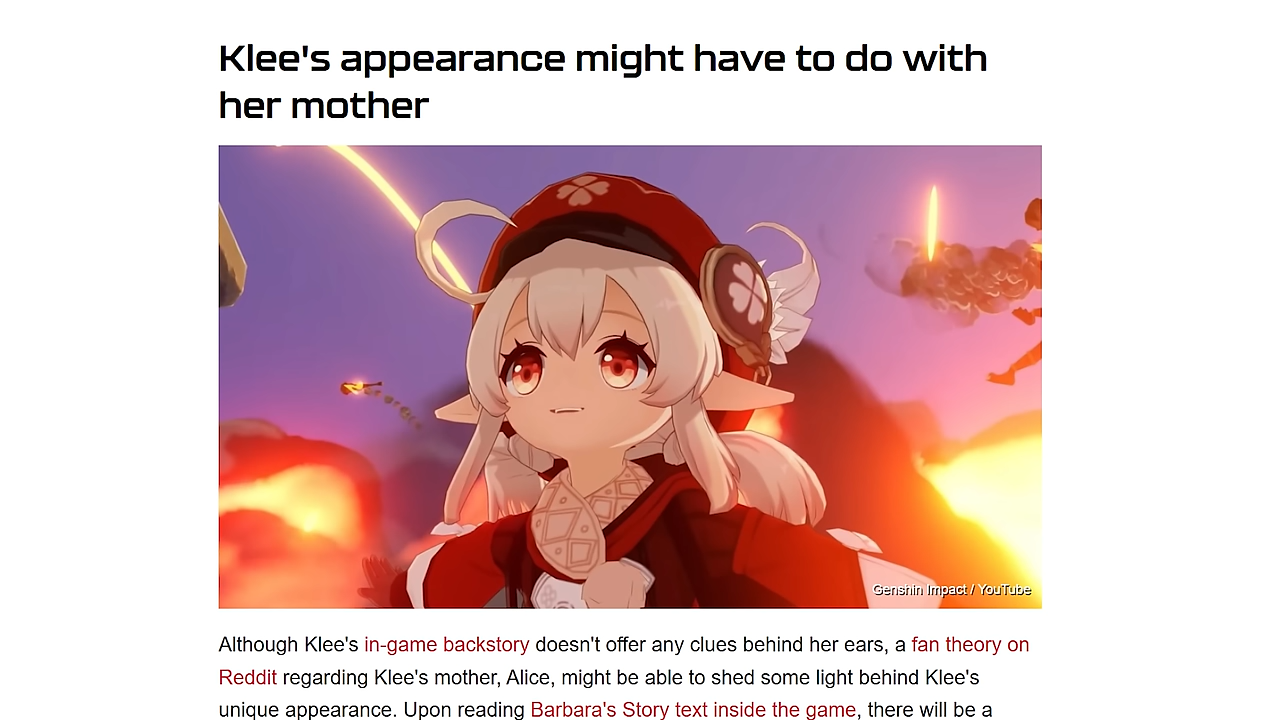 Klee's appearance might have to do with
her mother
Genshin Impact / YouTube
Although Klee's in-game backstory doesn't offer any clues behind her ears, a fan theory on
Reddit regarding Klee's mother, Alice, might be able to shed some light behind Klee's
unique appearance. Upon reading Barbara's Story text inside the game, there will be a